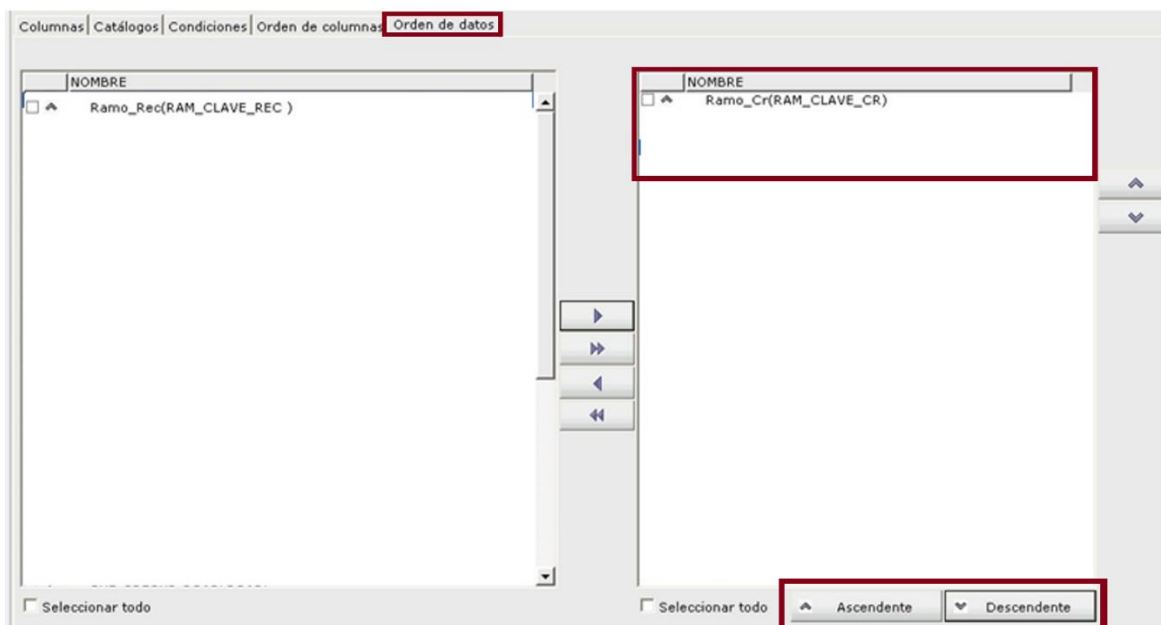 Columnas Catálogos Condiciones Orden de columnas Orden de datos
NOMBRE
Ramo_Rec(RAM_CLAVE_REC )
Seleccionar todo
NOMBRE
Ramo_Cr(RAM_CLAVE_CR)
Seleccionar todo Ascendente Descendente